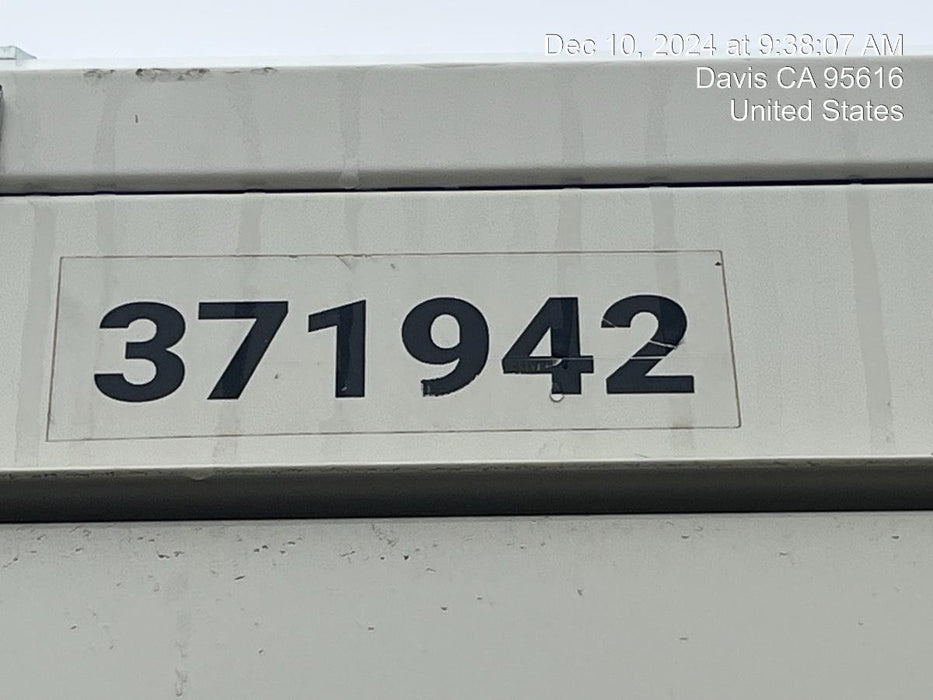 Dec 10, 2024 at 9:38:07 AM
Davis CA 95616
United States
371942